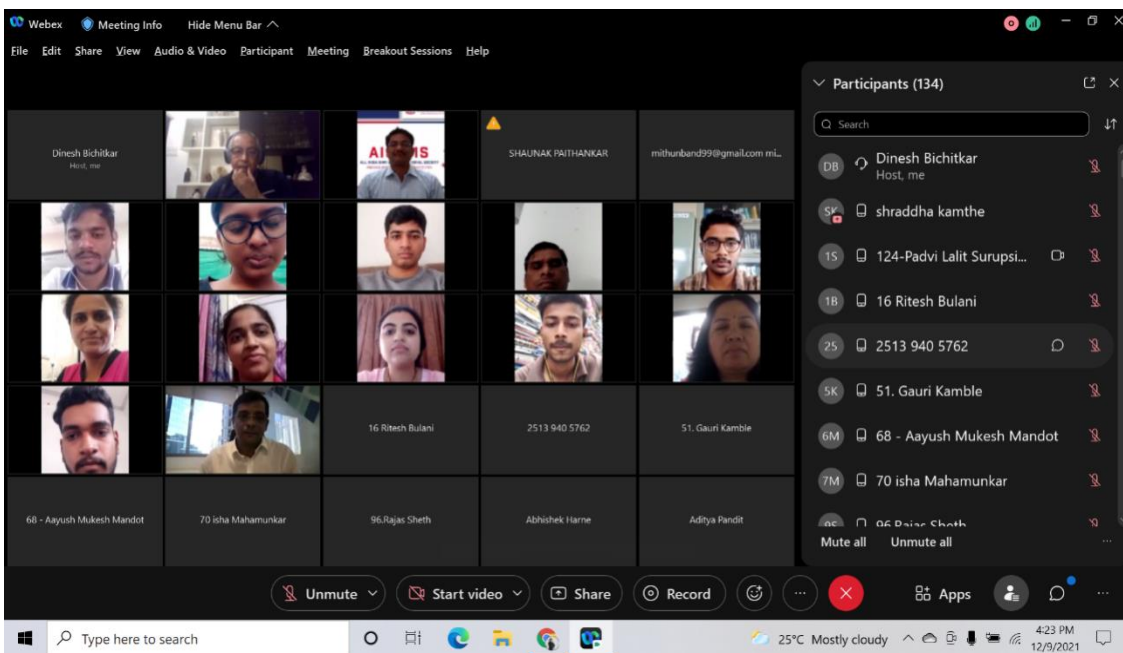 Webex Meeting Info Hide Menu Bar
File Edit Share View Audio & Video Participant Meeting Breakout Sessions Help
Participants (134)
Search
Dinesh Bichitkar
Host, me
SHAUNAK PAITHANKAR
mithunband99@gmail.com mi...
DB Dinesh Bichitkar
Host, me
SK shraddha kamthe
1S 124-Padvi Lalit Surupsi...
1B 16 Ritesh Bulani
2S 2513 940 5762
5K 51. Gauri Kamble
6M 68 - Aayush Mukesh Mandot
7M 70 isha Mahamunkar
9S 96.Rajas Sheth
16 Ritesh Bulani
2513 940 5762
51. Gauri Kamble
68 - Aayush Mukesh Mandot
70 isha Mahamunkar
96.Rajas Sheth
Abhishek Harne
Aditya Pandit
Mute all Unmute all
Unmute Start video Share Record Apps
Type here to search
25°C Mostly cloudy
4:23 PM
12/9/2021